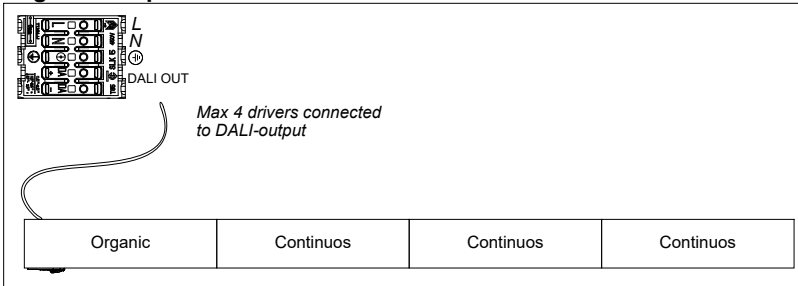 L
N
DALI OUT
Max 4 drivers connected
to DALI-output
Organic
Continuos
Continuos
Continuos